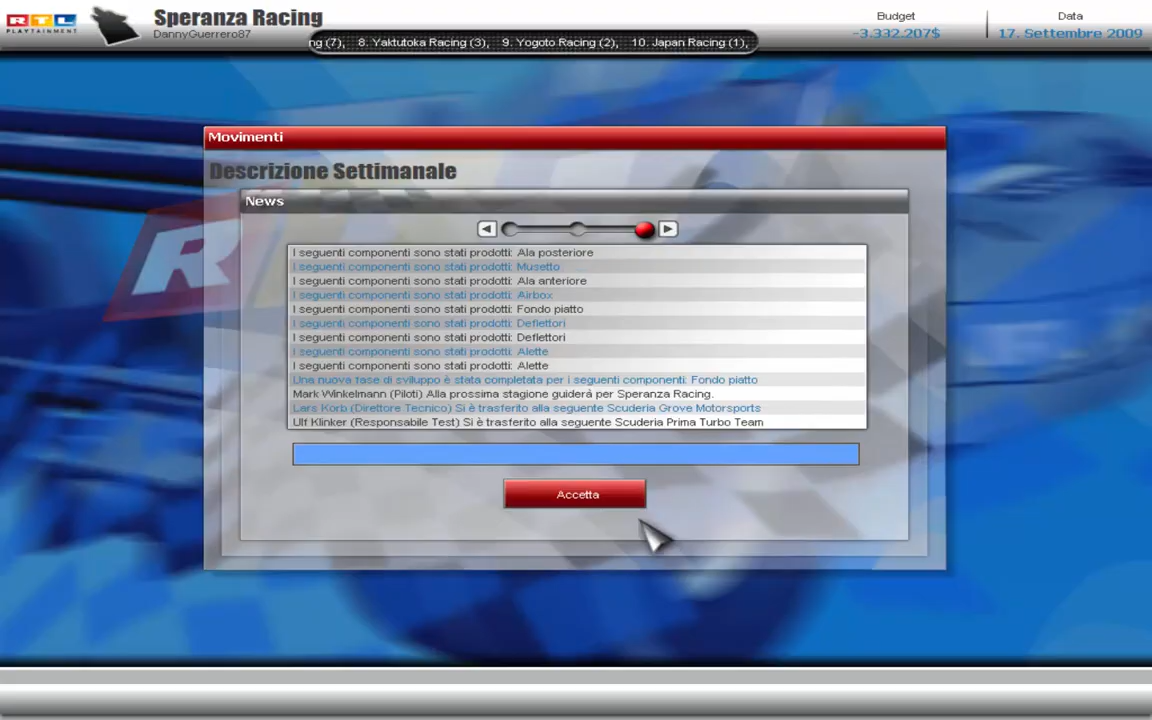 RTL
PLAYTAINMENT
Speranza Racing
DannyGuerrero87
ng (7), 8. Yaktutoka Racing (3), 9. Yogoto Racing (2), 10. Japan Racing (1),
Budget
-3.332.207$
Data
17. Settembre 2009
Movimenti
Descrizione Settimanale
News
I seguenti componenti sono stati prodotti: Ala posteriore
I seguenti componenti sono stati prodotti: Musetto
I seguenti componenti sono stati prodotti: Ala anteriore
I seguenti componenti sono stati prodotti: Airbox
I seguenti componenti sono stati prodotti: Fondo piatto
I seguenti componenti sono stati prodotti: Deflettori
I seguenti componenti sono stati prodotti: Deflettori
I seguenti componenti sono stati prodotti: Alette
I seguenti componenti sono stati prodotti: Alette
Una nuova fase di sviluppo è stata completata per i seguenti componenti: Fondo piatto
Mark Winkelmann (Piloti) Alla prossima stagione guiderà per Speranza Racing.
Lars Korb (Direttore Tecnico) Si è trasferito alla seguente Scuderia Grove Motorsports
Ulf Klinker (Responsabile Test) Si è trasferito alla seguente Scuderia Prima Turbo Team
Accetta